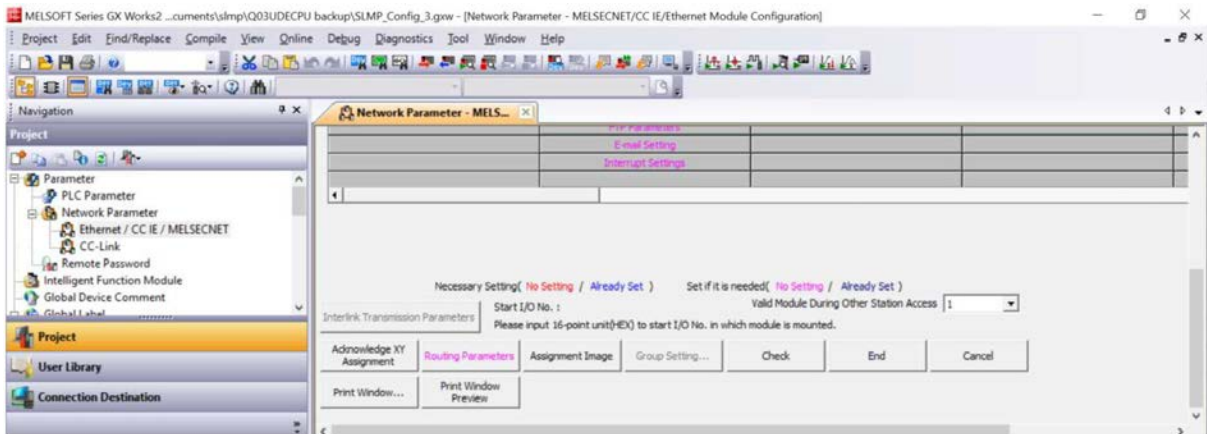 MELSOFT Series GX Works2 ...cuments\slmp\Q03UDECPU backup\SLMP_Config_3.gxw - [Network Parameter - MELSECNET/CC IE/Ethernet Module Configuration]
Project Edit Find/Replace Compile View Online Debug Diagnostics Tool Window Help
Navigation
Network Parameter - MELS...
Project
FTP Parameters
E-mail Setting
Interrupt Settings
Parameter
PLC Parameter
Network Parameter
Ethernet / CC IE / MELSECNET
CC-Link
Remote Password
Intelligent Function Module
Global Device Comment
Global Label
Necessary Setting( No Setting / Already Set ) Set if it is needed( No Setting / Already Set )
Interlink Transmission Parameters
Start I/O No. :
Valid Module During Other Station Access 1
Please input 16-point unit(HEX) to start I/O No. in which module is mounted.
Project
User Library
Connection Destination
Acknowledge XY
Assignment
Routing Parameters
Assignment Image
Group Setting...
Check
End
Cancel
Print Window...
Print Window
Preview